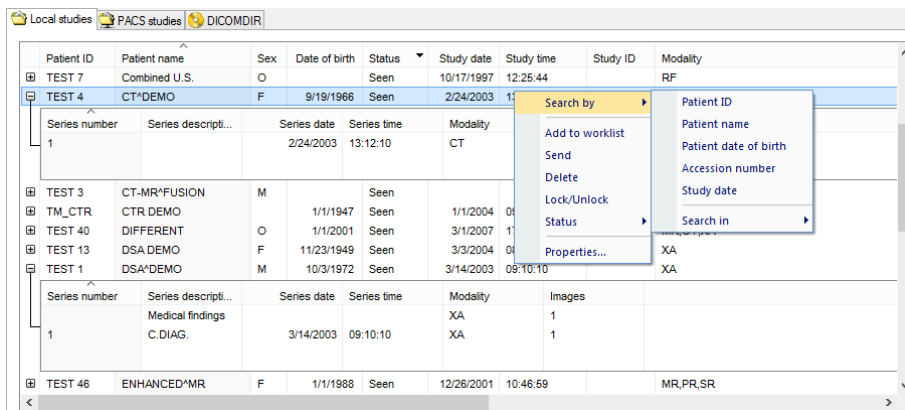 Local studies PACS studies DICOMDIR
Patient ID Patient name Sex Date of birth Status Study date Study time Study ID Modality
TEST 7 Combined U.S. O Seen 10/17/1997 12:25:44 RF
TEST 4 CT^DEMO F 9/19/1966 Seen 2/24/2003
Series number Series descripti... Series date Series time Modality
1 2/24/2003 13:12:10 CT
TEST 3 CT-MR^FUSION M Seen
TM_CTR CTR DEMO 1/1/1947 Seen 1/1/2004
TEST 40 DIFFERENT O 1/1/2001 Seen 3/1/2007
TEST 13 DSA DEMO F 11/23/1949 Seen 3/3/2004 XA
TEST 1 DSA^DEMO M 10/3/1972 Seen 3/14/2003 09:10:10 XA
Search by
Add to worklist
Send
Delete
Lock/Unlock
Status
Properties...
Patient ID
Patient name
Patient date of birth
Accession number
Study date
Search in
Series number Series descripti... Series date Series time Modality Images
Medical findings XA 1
1 C.DIAG. 3/14/2003 09:10:10 XA 1
TEST 46 ENHANCED^MR F 1/1/1988 Seen 12/26/2001 10:46:59 MR,PR,SR